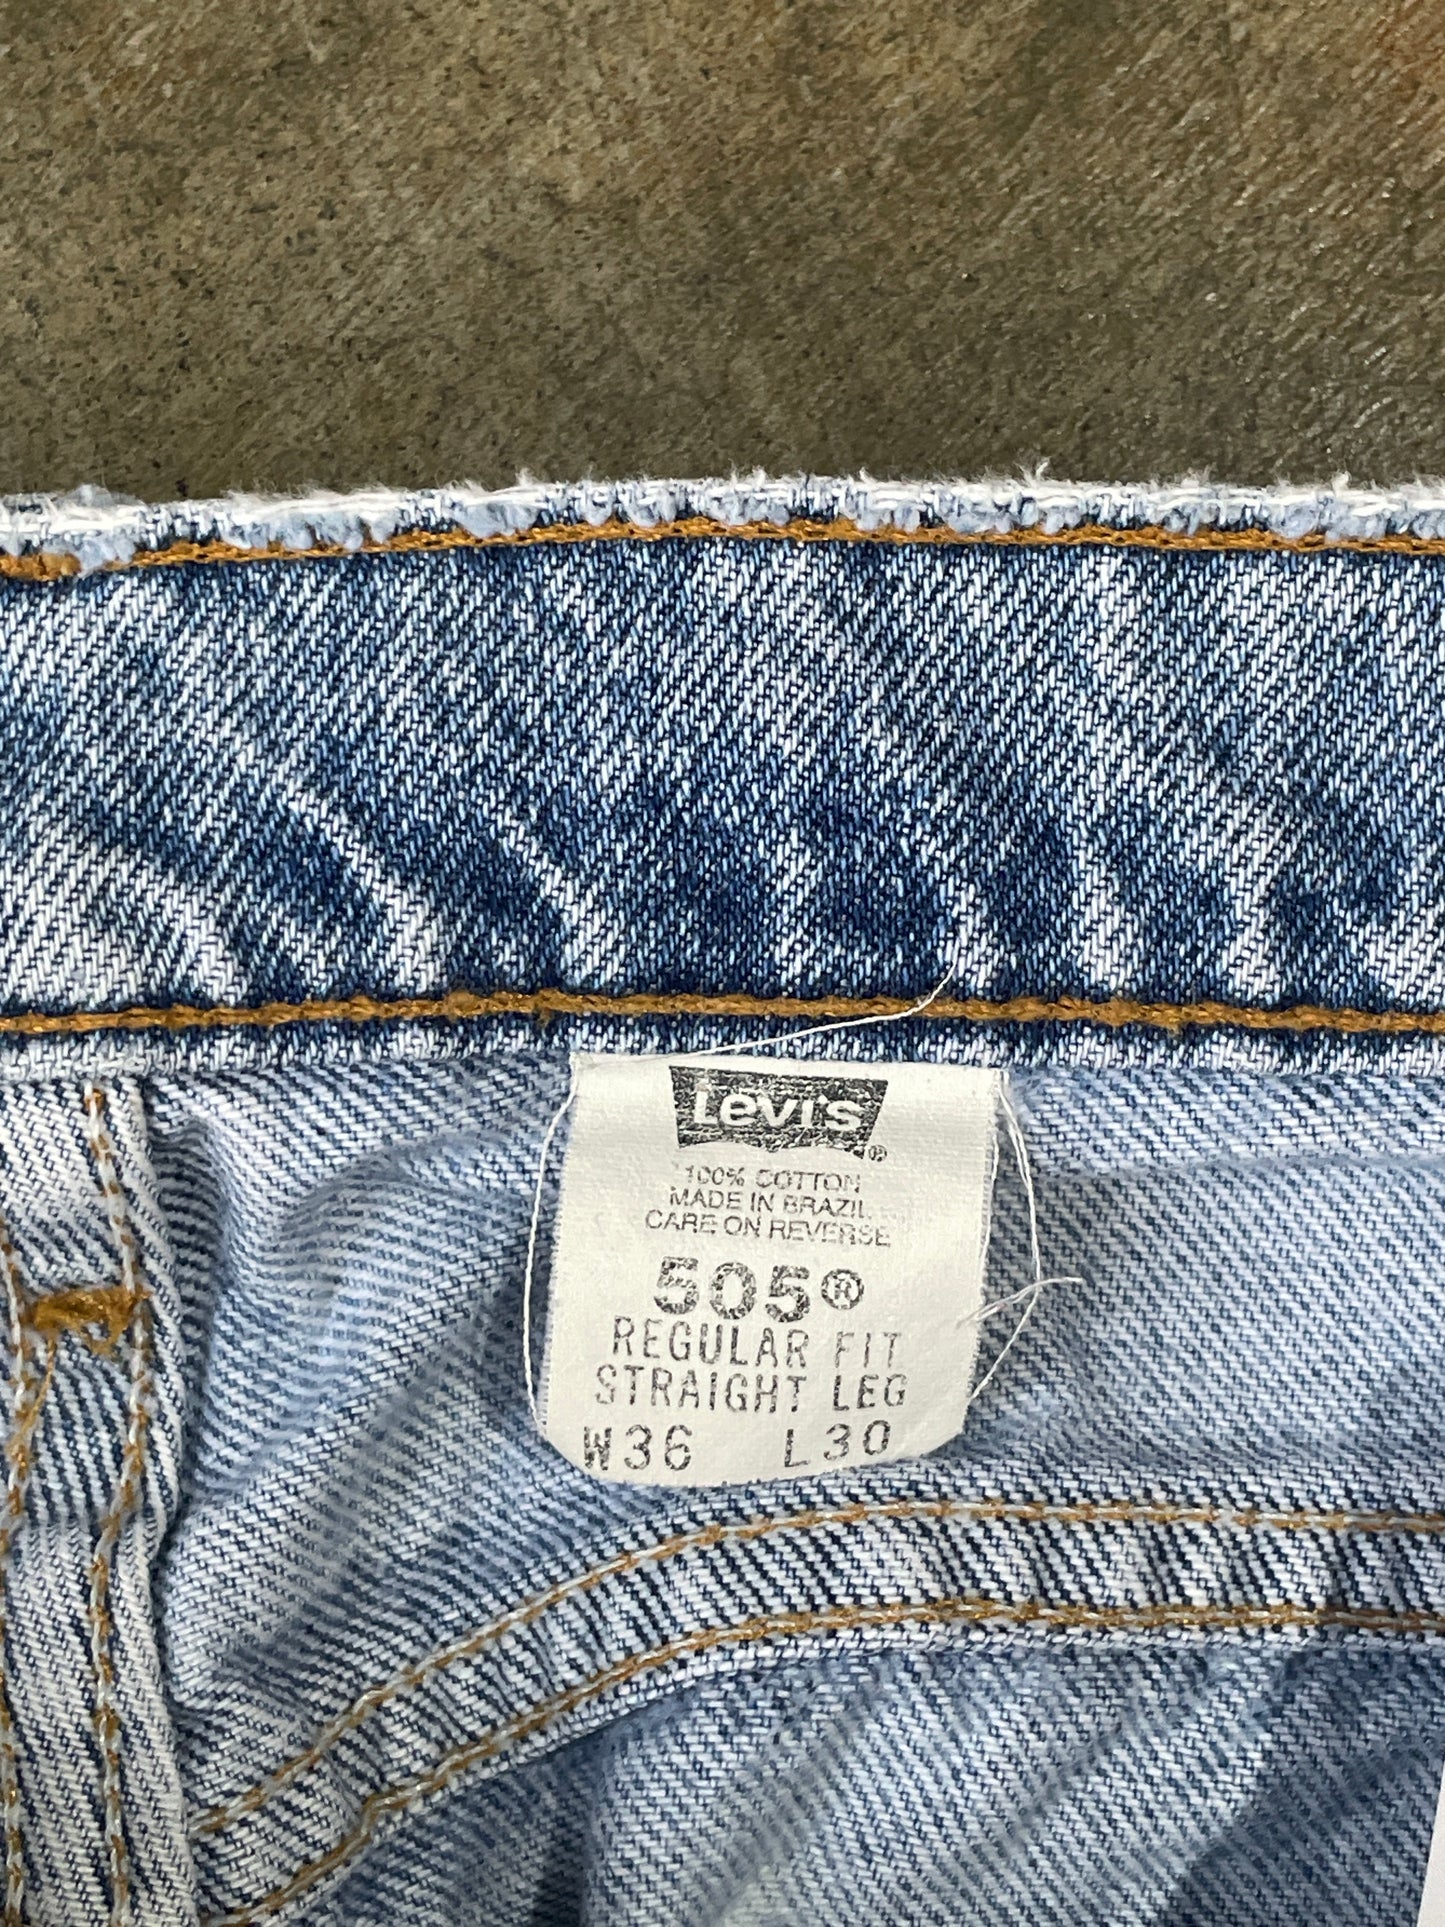 Levi's®
100% COTTON
MADE IN BRAZIL
CARE ON REVERSE
505®
REGULAR FIT
STRAIGHT LEG
W36 L30